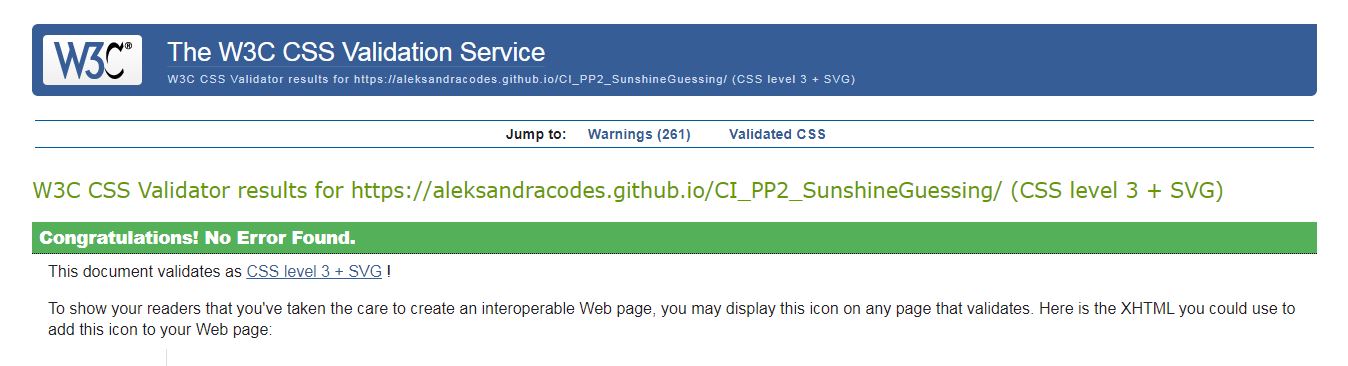 W3C®
The W3C CSS Validation Service
W3C CSS Validator results for https://aleksandracodes.github.io/CI_PP2_SunshineGuessing/ (CSS level 3 + SVG)
Jump to: Warnings (261) Validated CSS
W3C CSS Validator results for https://aleksandracodes.github.io/CI_PP2_SunshineGuessing/ (CSS level 3 + SVG)
Congratulations! No Error Found.
This document validates as CSS level 3 + SVG !
To show your readers that you've taken the care to create an interoperable Web page, you may display this icon on any page that validates. Here is the XHTML you could use to
add this icon to your Web page: